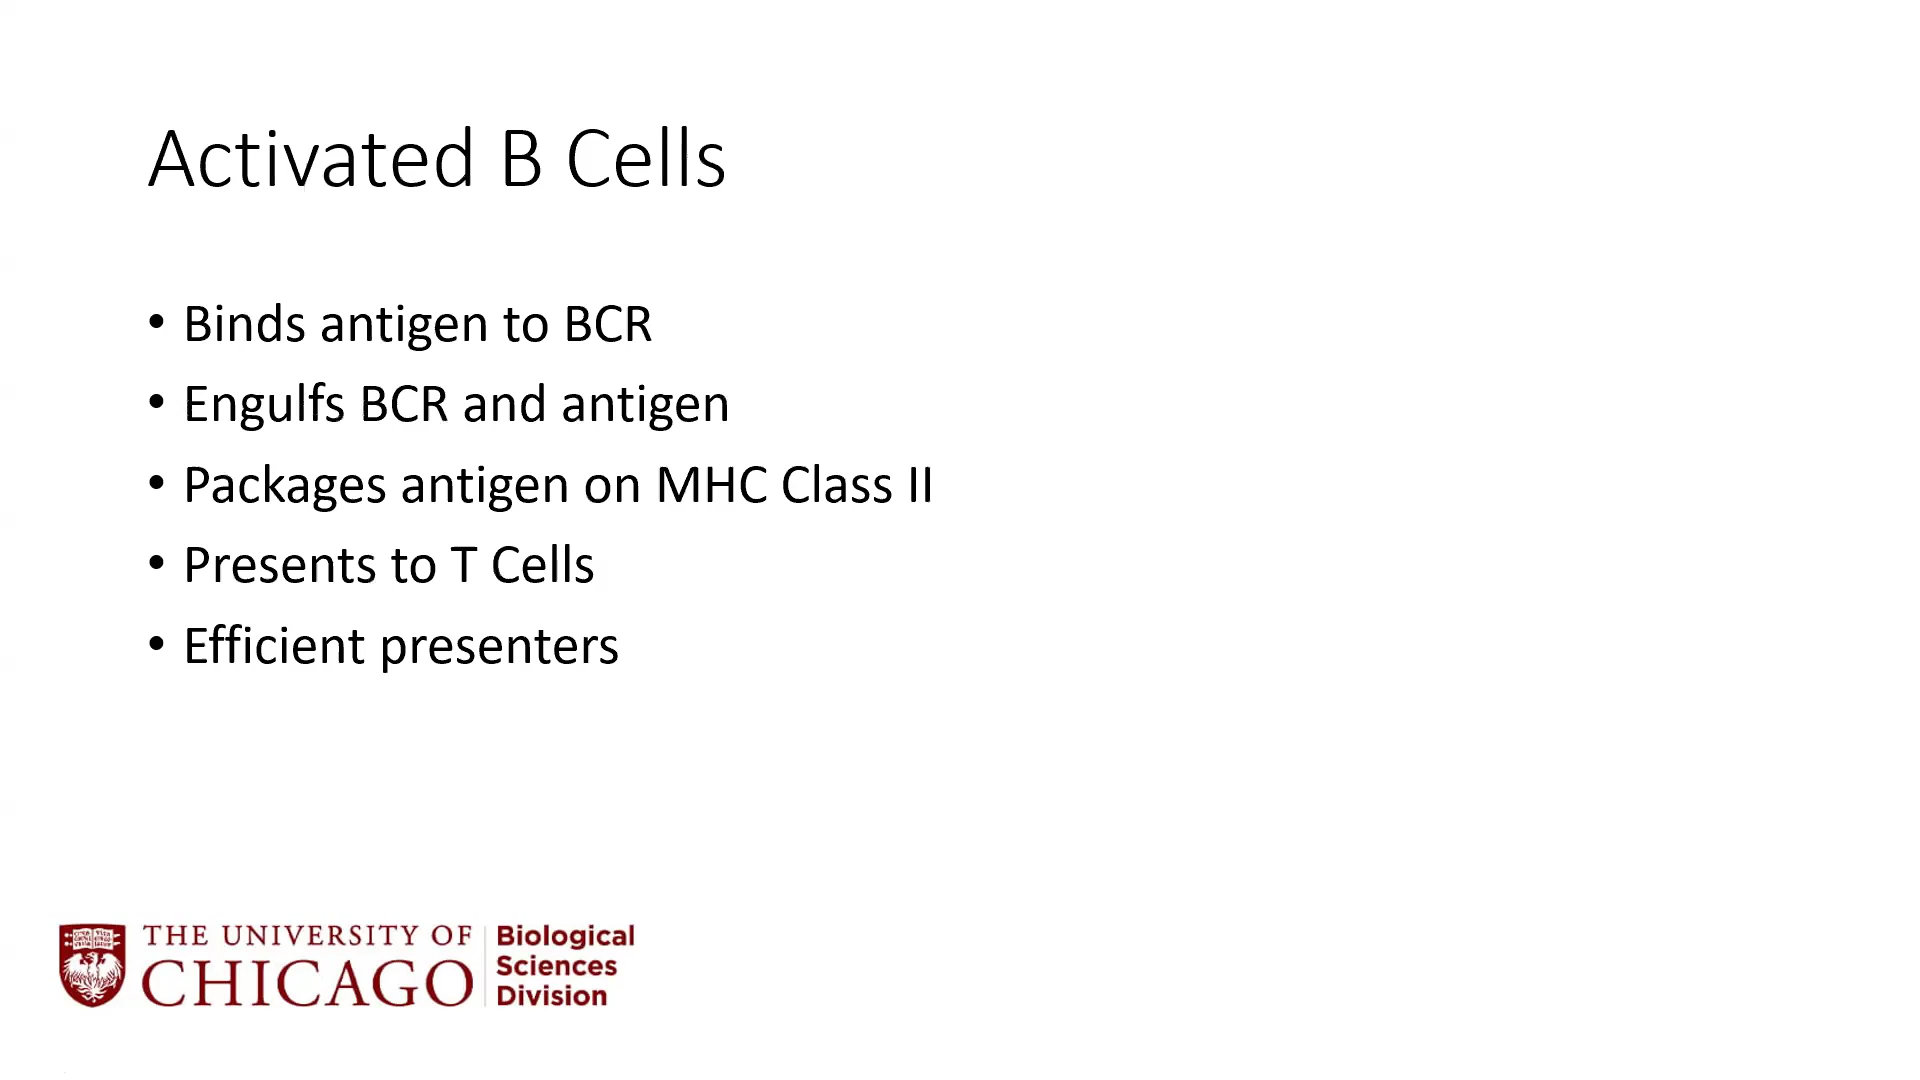 Activated B Cells
• Binds antigen to BCR
• Engulfs BCR and antigen
• Packages antigen on MHC Class II
• Presents to T Cells
• Efficient presenters
THE UNIVERSITY OF
CHICAGO
Biological
Sciences
Division